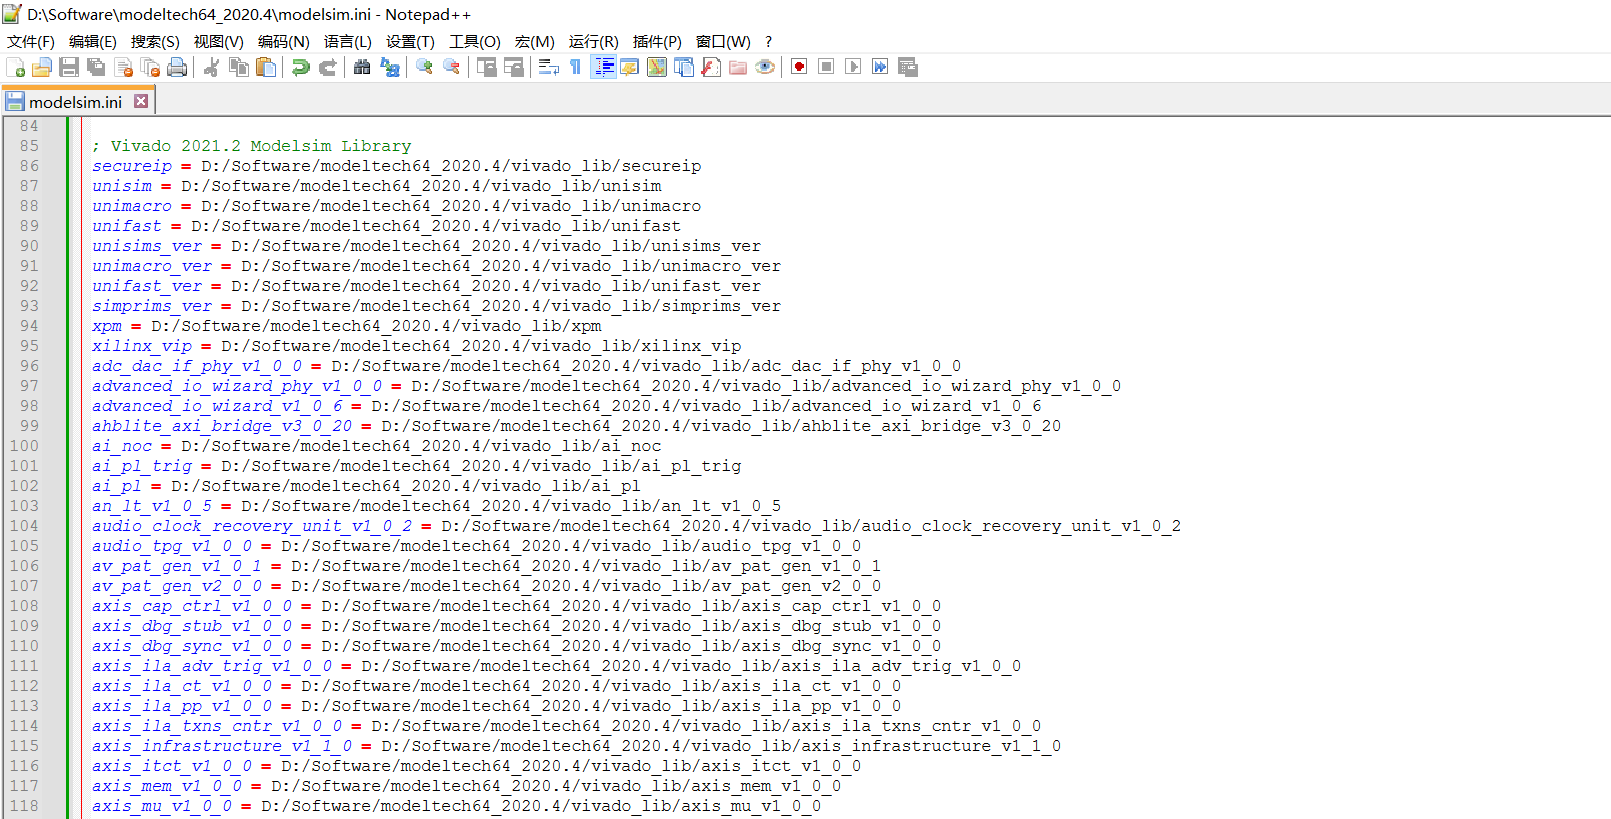 D:\Software\modeltech64_2020.4\modelsim.ini - Notepad++
文件(F) 编辑(E) 搜索(S) 视图(V) 编码(N) 语言(L) 设置(T) 工具(O) 宏(M) 运行(R) 插件(P) 窗口(W) ?
modelsim.ini
84
85 ; Vivado 2021.2 Modelsim Library
86 secureip = D:/Software/modeltech64_2020.4/vivado_lib/secureip
87 unisim = D:/Software/modeltech64_2020.4/vivado_lib/unisim
88 unimacro = D:/Software/modeltech64_2020.4/vivado_lib/unimacro
89 unifast = D:/Software/modeltech64_2020.4/vivado_lib/unifast
90 unisims_ver = D:/Software/modeltech64_2020.4/vivado_lib/unisims_ver
91 unimacro_ver = D:/Software/modeltech64_2020.4/vivado_lib/unimacro_ver
92 unifast_ver = D:/Software/modeltech64_2020.4/vivado_lib/unifast_ver
93 simprims_ver = D:/Software/modeltech64_2020.4/vivado_lib/simprims_ver
94 xpm = D:/Software/modeltech64_2020.4/vivado_lib/xpm
95 xilinx_vip = D:/Software/modeltech64_2020.4/vivado_lib/xilinx_vip
96 adc_dac_if_phy_v1_0_0 = D:/Software/modeltech64_2020.4/vivado_lib/adc_dac_if_phy_v1_0_0
97 advanced_io_wizard_phy_v1_0_0 = D:/Software/modeltech64_2020.4/vivado_lib/advanced_io_wizard_phy_v1_0_0
98 advanced_io_wizard_v1_0_6 = D:/Software/modeltech64_2020.4/vivado_lib/advanced_io_wizard_v1_0_6
99 ahblite_axi_bridge_v3_0_20 = D:/Software/modeltech64_2020.4/vivado_lib/ahblite_axi_bridge_v3_0_20
100 ai_noc = D:/Software/modeltech64_2020.4/vivado_lib/ai_noc
101 ai_pl_trig = D:/Software/modeltech64_2020.4/vivado_lib/ai_pl_trig
102 ai_pl = D:/Software/modeltech64_2020.4/vivado_lib/ai_pl
103 an_lt_v1_0_5 = D:/Software/modeltech64_2020.4/vivado_lib/an_lt_v1_0_5
104 audio_clock_recovery_unit_v1_0_2 = D:/Software/modeltech64_2020.4/vivado_lib/audio_clock_recovery_unit_v1_0_2
105 audio_tpg_v1_0_0 = D:/Software/modeltech64_2020.4/vivado_lib/audio_tpg_v1_0_0
106 av_pat_gen_v1_0_1 = D:/Software/modeltech64_2020.4/vivado_lib/av_pat_gen_v1_0_1
107 av_pat_gen_v2_0_0 = D:/Software/modeltech64_2020.4/vivado_lib/av_pat_gen_v2_0_0
108 axis_cap_ctrl_v1_0_0 = D:/Software/modeltech64_2020.4/vivado_lib/axis_cap_ctrl_v1_0_0
109 axis_dbg_stub_v1_0_0 = D:/Software/modeltech64_2020.4/vivado_lib/axis_dbg_stub_v1_0_0
110 axis_dbg_sync_v1_0_0 = D:/Software/modeltech64_2020.4/vivado_lib/axis_dbg_sync_v1_0_0
111 axis_ila_adv_trig_v1_0_0 = D:/Software/modeltech64_2020.4/vivado_lib/axis_ila_adv_trig_v1_0_0
112 axis_ila_ct_v1_0_0 = D:/Software/modeltech64_2020.4/vivado_lib/axis_ila_ct_v1_0_0
113 axis_ila_pp_v1_0_0 = D:/Software/modeltech64_2020.4/vivado_lib/axis_ila_pp_v1_0_0
114 axis_ila_txns_cntr_v1_0_0 = D:/Software/modeltech64_2020.4/vivado_lib/axis_ila_txns_cntr_v1_0_0
115 axis_infrastructure_v1_1_0 = D:/Software/modeltech64_2020.4/vivado_lib/axis_infrastructure_v1_1_0
116 axis_itct_v1_0_0 = D:/Software/modeltech64_2020.4/vivado_lib/axis_itct_v1_0_0
117 axis_mem_v1_0_0 = D:/Software/modeltech64_2020.4/vivado_lib/axis_mem_v1_0_0
118 axis_mu_v1_0_0 = D:/Software/modeltech64_2020.4/vivado_lib/axis_mu_v1_0_0